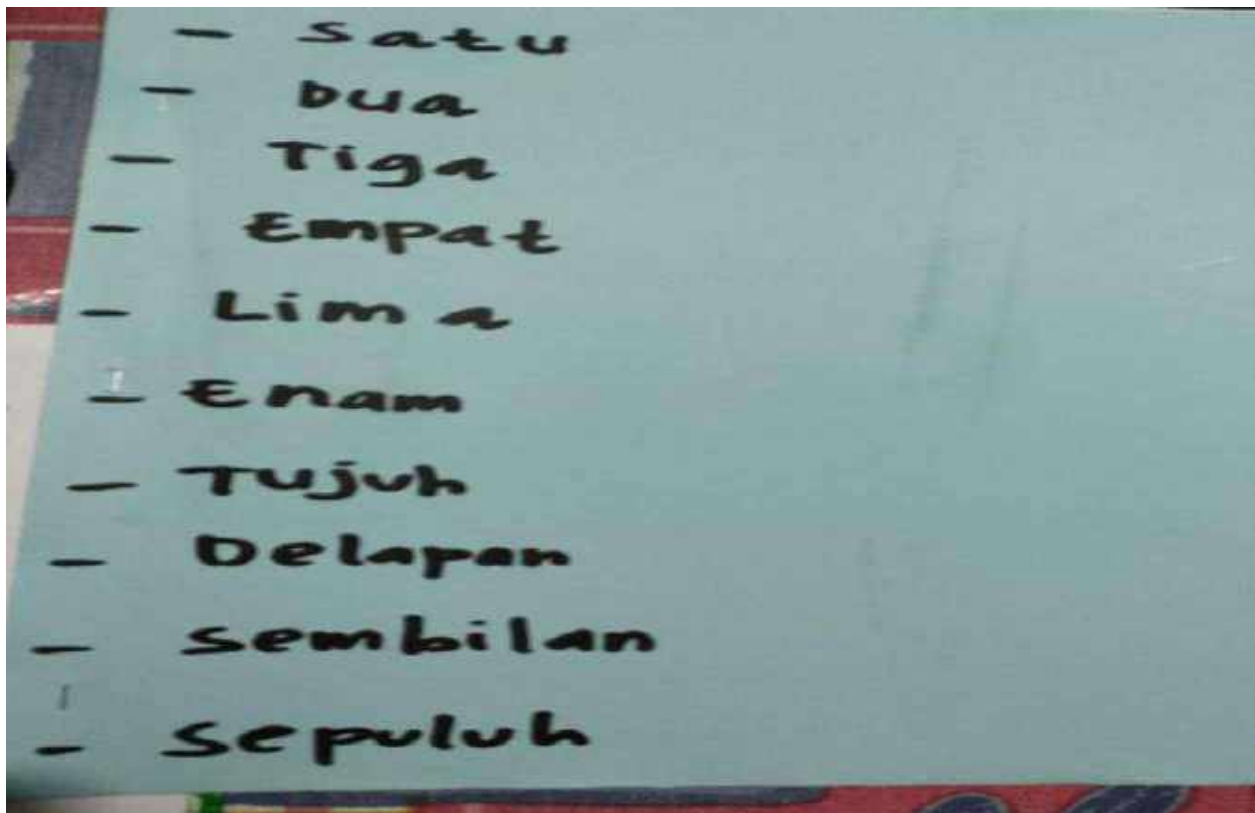 - Satu
- Dua
- Tiga
- Empat
- Lima
- Enam
- Tujuh
- Delapan
- Sembilan
- Sepuluh